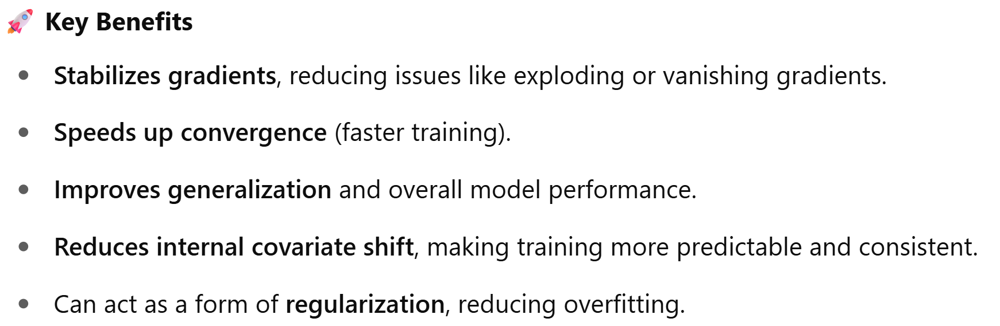 🚀 Key Benefits
• Stabilizes gradients, reducing issues like exploding or vanishing gradients.
• Speeds up convergence (faster training).
• Improves generalization and overall model performance.
• Reduces internal covariate shift, making training more predictable and consistent.
• Can act as a form of regularization, reducing overfitting.